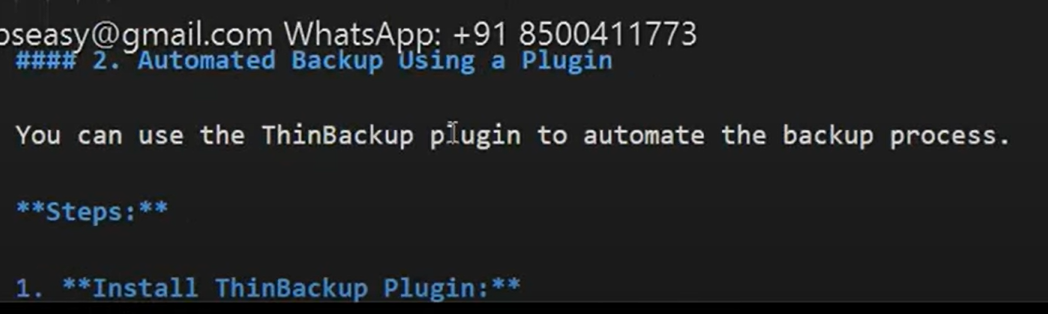 pseasy@gmail.com WhatsApp: +91 8500411773
#### 2. Automated Backup Using a Plugin
You can use the ThinBackup plugin to automate the backup process.
**Steps:**
1. **Install ThinBackup Plugin:**